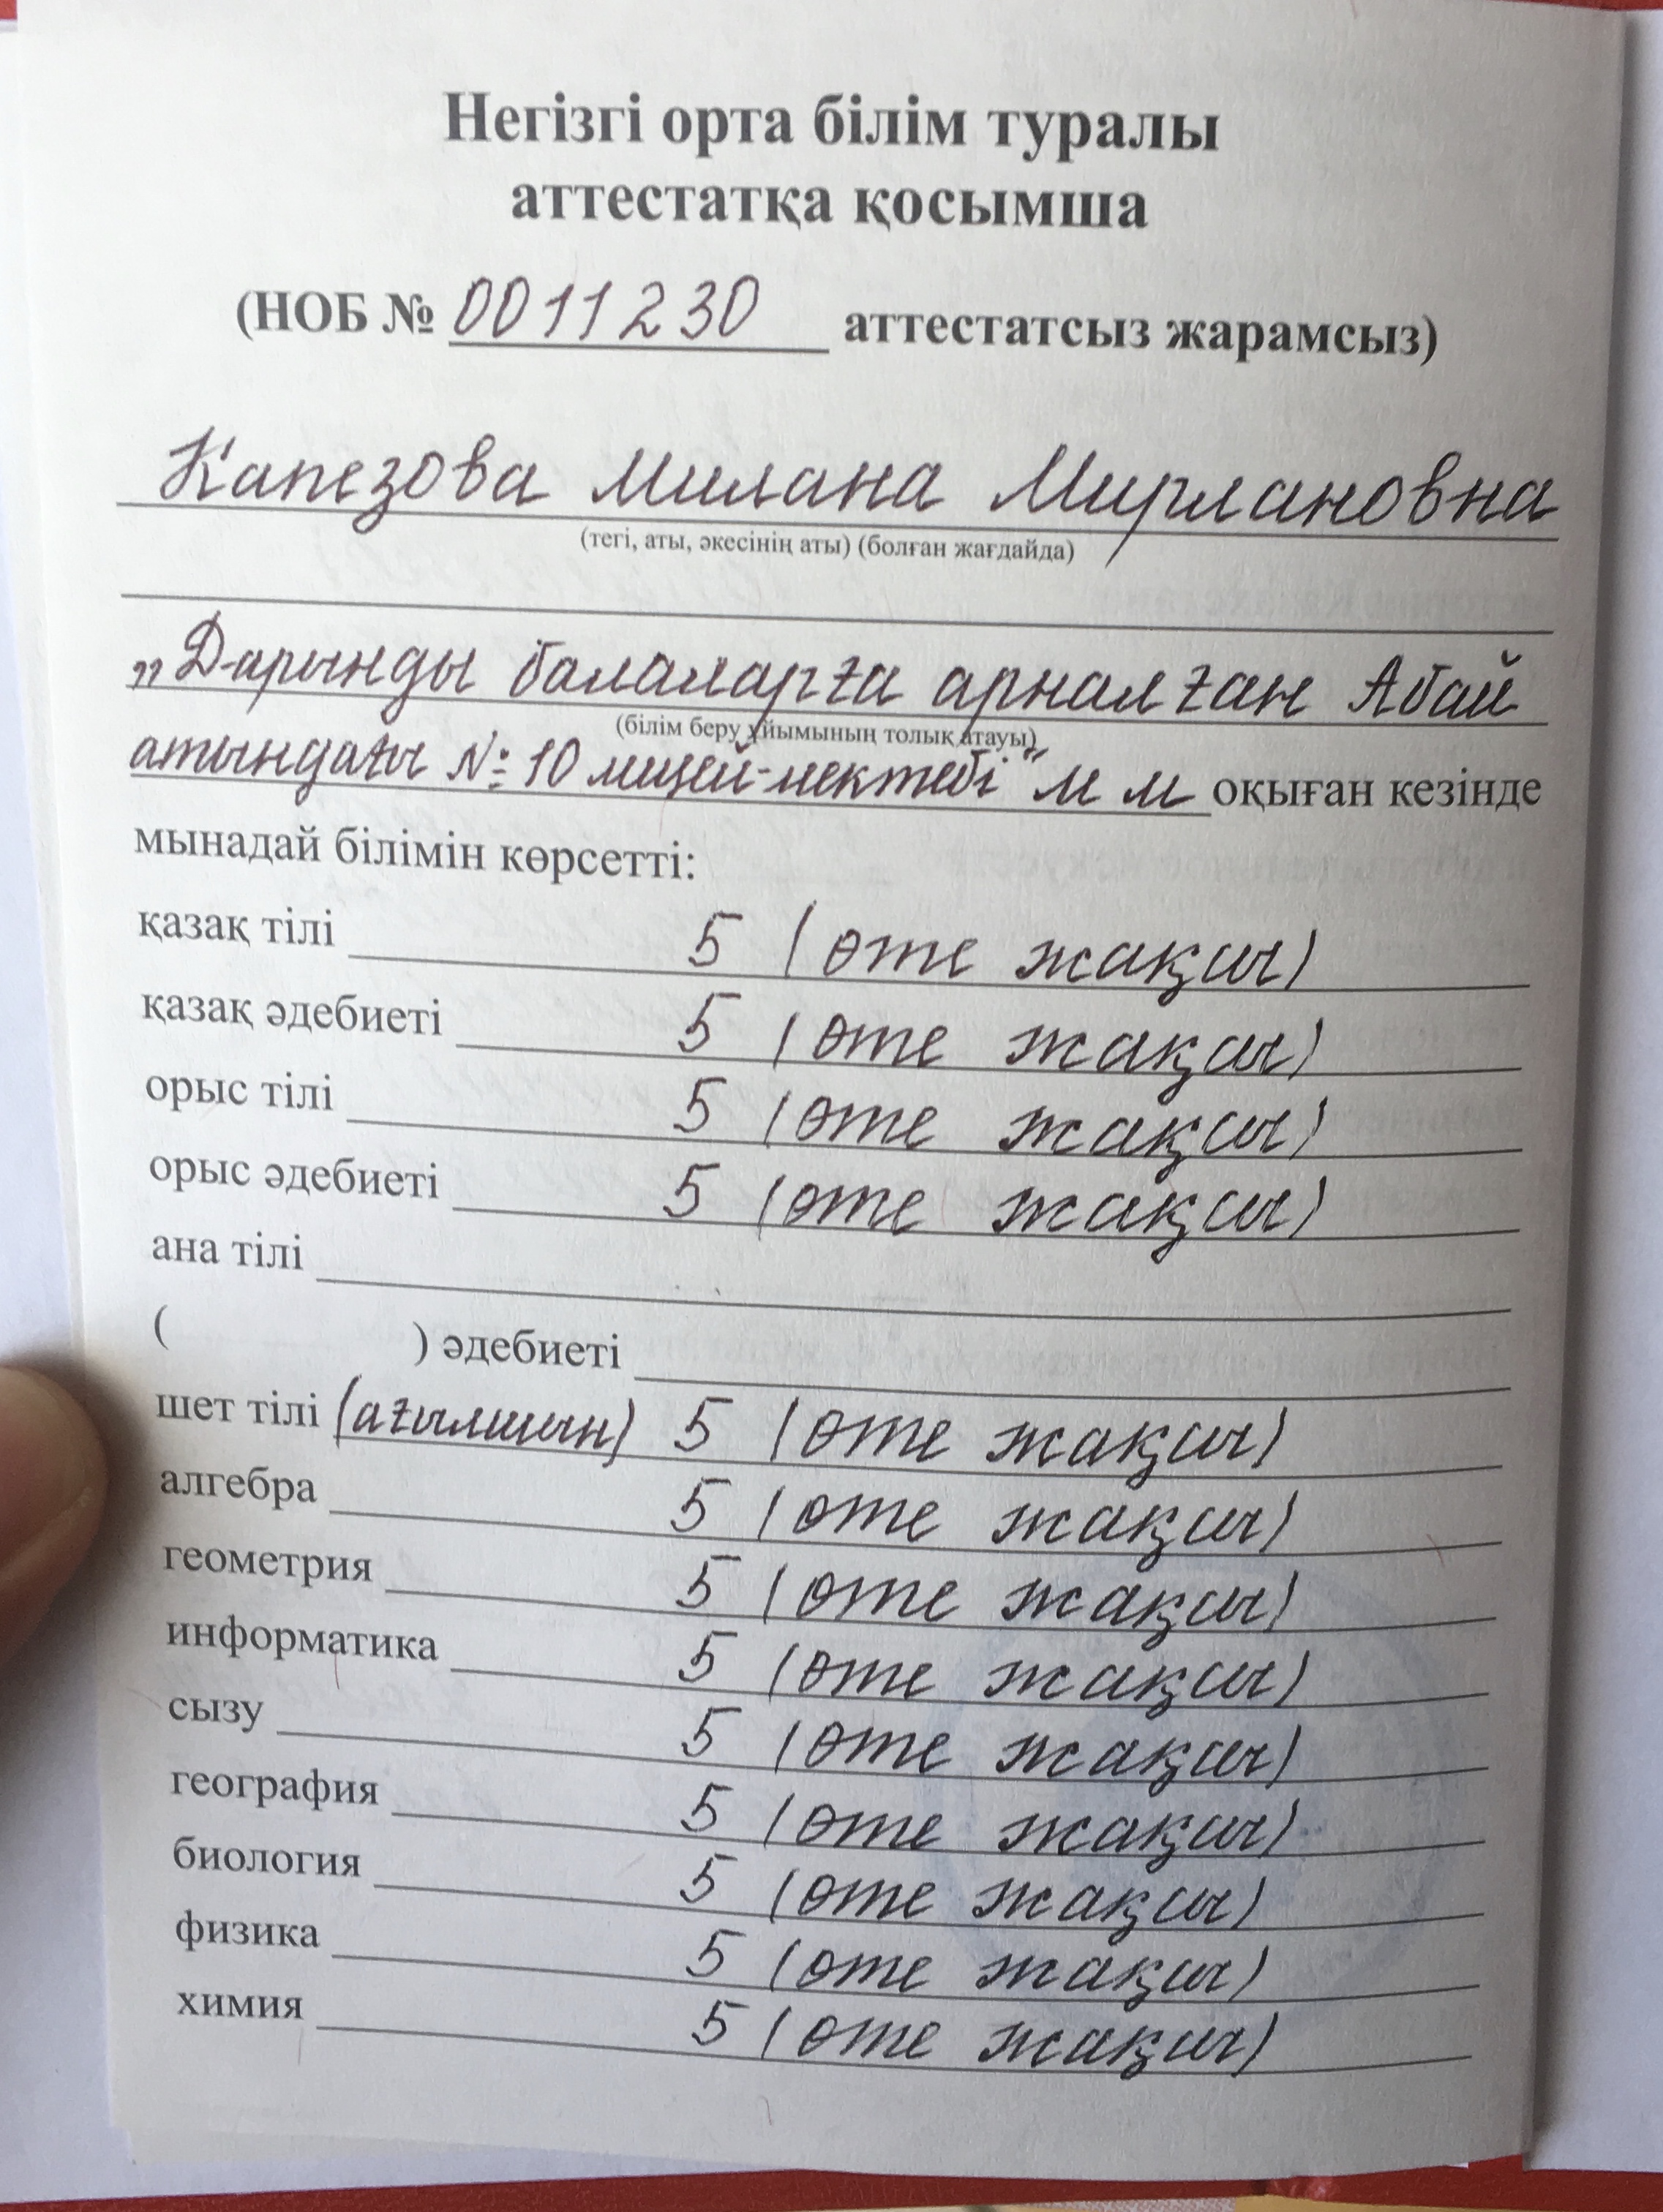 Негізгі орта білім туралы
аттестатқа қосымша
(НОБ № 0011230 аттестатсыз жарамсыз)
Капезова Милана Мирлановна
(тегі, аты, әкесінің аты) (болған жағдайда)
„Дарынды балаларға арналған Абай
(білім беру ұйымының толық атауы)
атындағы № 10 лицей-мектебі" ММ оқыған кезінде
мынадай білімін көрсетті:
қазақ тілі 5 (өте жақсы)
қазақ әдебиеті 5 (өте жақсы)
орыс тілі 5 (өте жақсы)
орыс әдебиеті 5 (өте жақсы)
ана тілі
( ) әдебиеті
шет тілі (ағылшын) 5 (өте жақсы)
алгебра 5 (өте жақсы)
геометрия 5 (өте жақсы)
информатика 5 (өте жақсы)
сызу 5 (өте жақсы)
география 5 (өте жақсы)
биология 5 (өте жақсы)
физика 5 (өте жақсы)
химия 5 (өте жақсы)